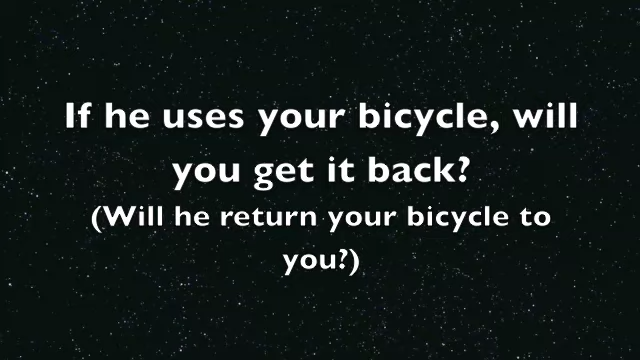 If he uses your bicycle, will
you get it back?
(Will he return your bicycle to
you?)